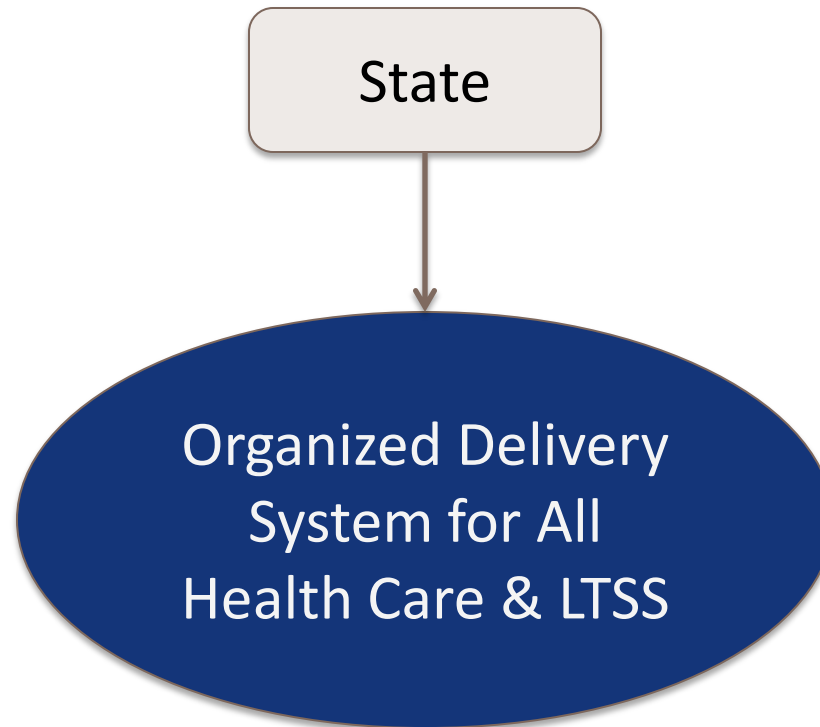 State
Organized Delivery
System for All
Health Care & LTSS